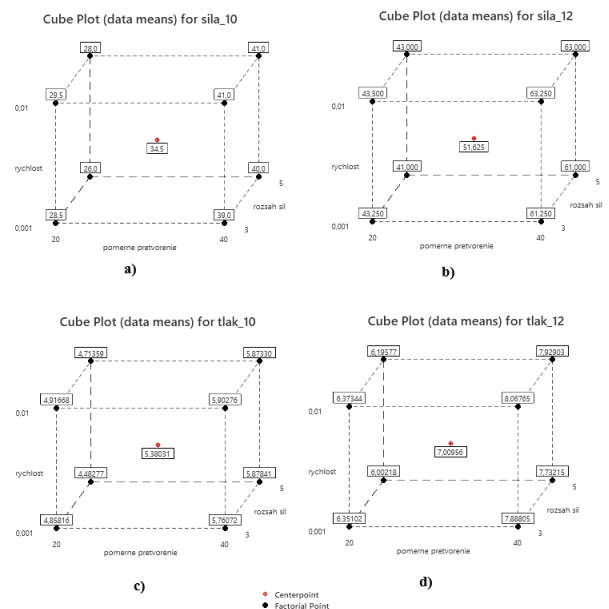 Cube Plot (data means) for sila_10
28,0
41,0
29,5
41,0
0,01
34,5
rychlost
26,0
40,0
5
rozsah sil
28,5
39,0
0,001
3
20
40
pomerne pretvorenie
a)
Cube Plot (data means) for sila_12
43,000
63,000
43,500
63,250
0,01
51,625
rychlost
41,000
61,000
5
rozsah sil
43,250
61,250
0,001
3
20
40
pomerne pretvorenie
b)
Cube Plot (data means) for tlak_10
4,71359
5,87330
4,91668
5,90276
0,01
5,38031
rychlost
4,48277
5,87841
5
rozsah sil
4,85816
5,76072
0,001
3
20
40
pomerne pretvorenie
c)
Cube Plot (data means) for tlak_12
6,19577
7,92903
6,37344
8,06765
0,01
7,00956
rychlost
6,00218
7,73215
5
rozsah sil
6,35102
7,88805
0,001
3
20
40
pomerne pretvorenie
d)
Centerpoint
Factorial Point